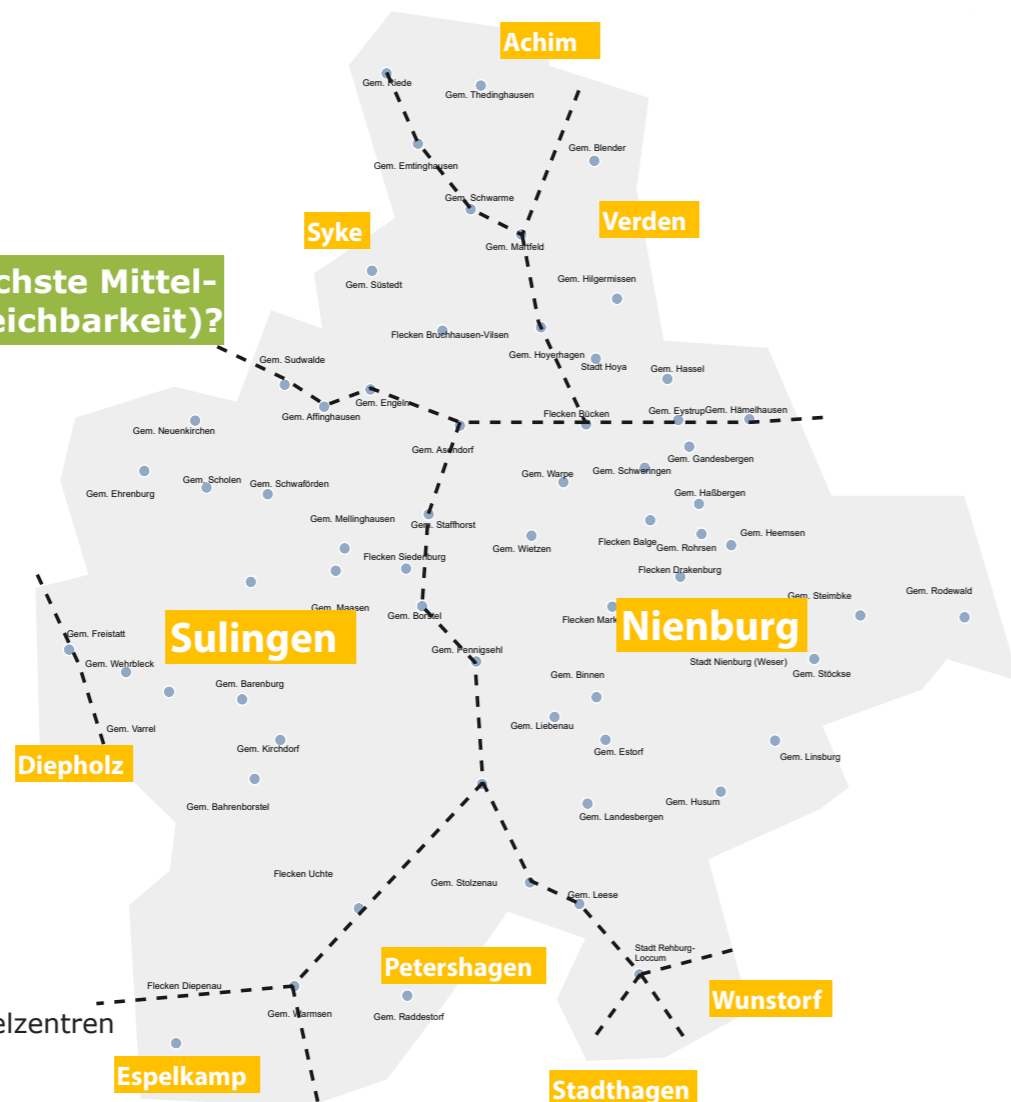 Achim
Gem. Riede
Gem. Thedinghausen
Gem. Blender
Gem. Emtinghausen
Gem. Schwarme
Verden
Syke
Gem. Martfeld
chste Mittel-
eichbarkeit)?
Gem. Süstedt
Gem. Hilgermissen
Flecken Bruchhausen-Vilsen
Gem. Hoyerhagen
Gem. Sudwalde
Stadt Hoya
Gem. Hassel
Gem. Engeln
Gem. Affinghausen
Flecken Bücken
Gem. Eystrup
Gem. Hämelhausen
Gem. Neuenkirchen
Gem. Asendorf
Gem. Gandesbergen
Gem. Ehrenburg
Gem. Scholen
Gem. Schwaförden
Gem. Warpe
Gem. Schweringen
Gem. Haßbergen
Gem. Mellinghausen
Gem. Staffhorst
Gem. Wietzen
Flecken Balge
Gem. Rohrsen
Gem. Heemsen
Flecken Siedenburg
Flecken Drakenburg
Gem. Steimbke
Gem. Rodewald
Gem. Maasen
Gem. Borstel
Flecken Mark
Nienburg
Sulingen
Gem. Freistatt
Gem. Wehrbleck
Gem. Pennigsehl
Stadt Nienburg (Weser)
Gem. Stöckse
Gem. Barenburg
Gem. Binnen
Gem. Varrel
Gem. Liebenau
Gem. Kirchdorf
Gem. Estorf
Gem. Linsburg
Diepholz
Gem. Bahrenborstel
Gem. Husum
Gem. Landesbergen
Flecken Uchte
Gem. Stolzenau
Gem. Leese
Stadt Rehburg-
Loccum
Petershagen
Flecken Diepenau
Wunstorf
Gem. Warmsen
Gem. Raddestorf
elzentren
Espelkamp
Stadthagen